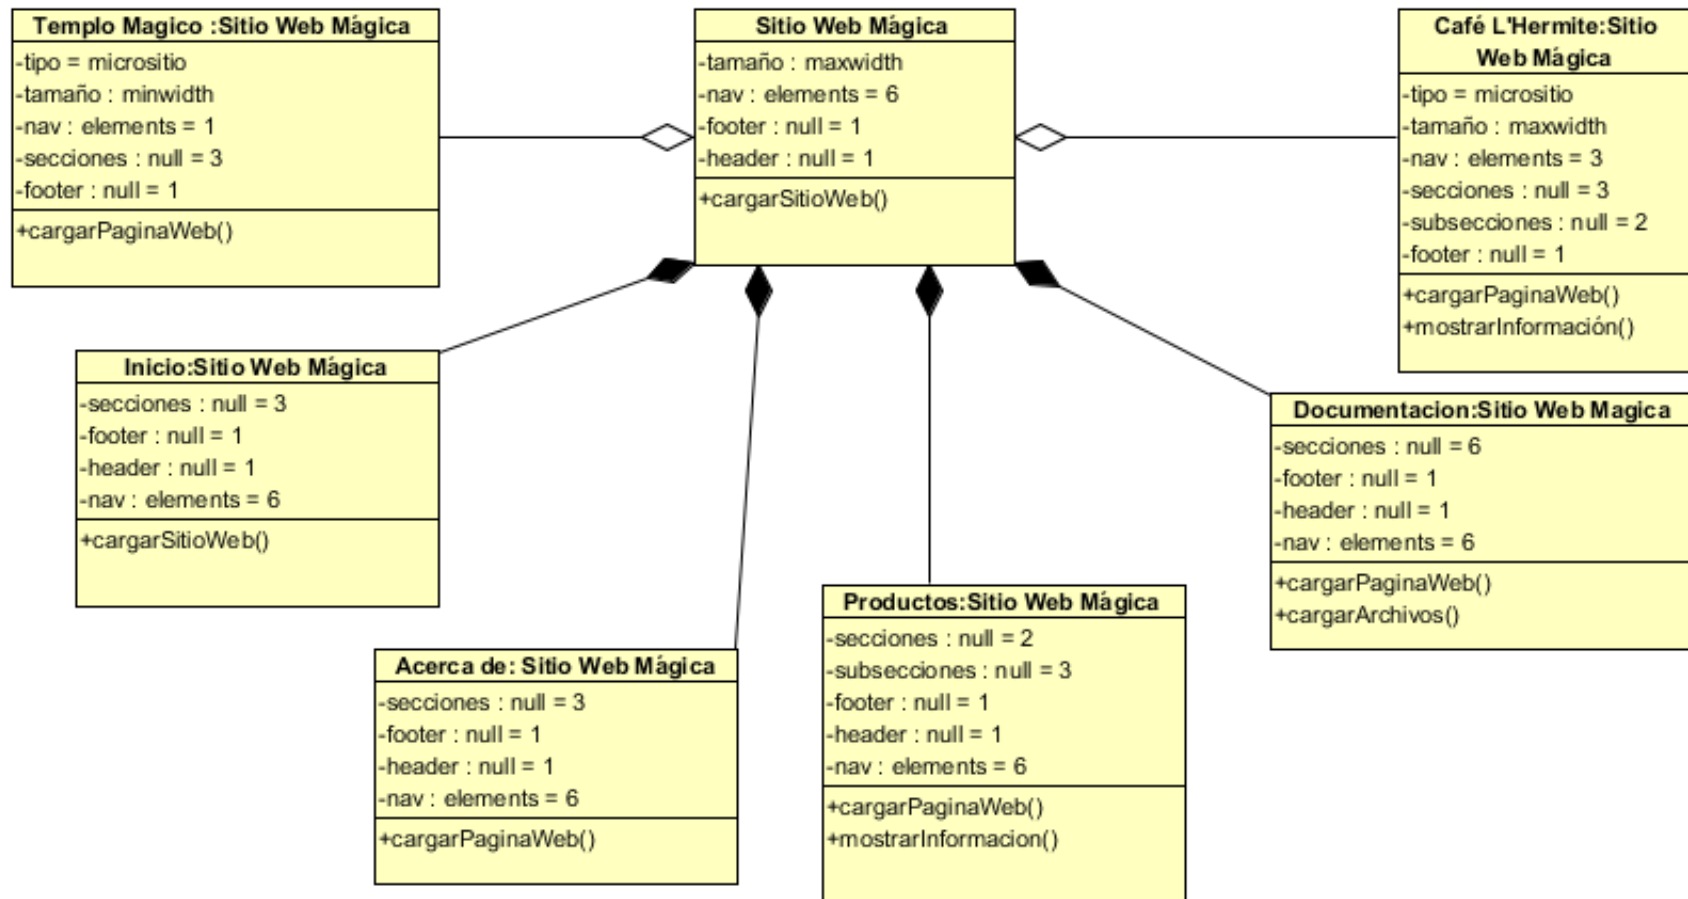 Templo Magico :Sitio Web Mágica
-tipo = micrositio
-tamaño : minwidth
-nav : elements = 1
-secciones : null = 3
-footer : null = 1
+cargarPaginaWeb()
Sitio Web Mágica
-tamaño : maxwidth
-nav : elements = 6
-footer : null = 1
-header : null = 1
+cargarSitioWeb()
Café L'Hermite:Sitio
Web Mágica
-tipo = micrositio
-tamaño : maxwidth
-nav : elements = 3
-secciones : null = 3
-subsecciones : null = 2
-footer : null = 1
+cargarPaginaWeb()
+mostrarInformación()
Inicio:Sitio Web Mágica
-secciones : null = 3
-footer : null = 1
-header : null = 1
-nav : elements = 6
+cargarSitioWeb()
Acerca de: Sitio Web Mágica
-secciones : null = 3
-footer : null = 1
-header : null = 1
-nav : elements = 6
+cargarPaginaWeb()
Productos:Sitio Web Mágica
-secciones : null = 2
-subsecciones : null = 3
-footer : null = 1
-header : null = 1
-nav : elements = 6
+cargarPaginaWeb()
+mostrarInformacion()
Documentacion:Sitio Web Magica
-secciones : null = 6
-footer : null = 1
-header : null = 1
-nav : elements = 6
+cargarPaginaWeb()
+cargarArchivos()